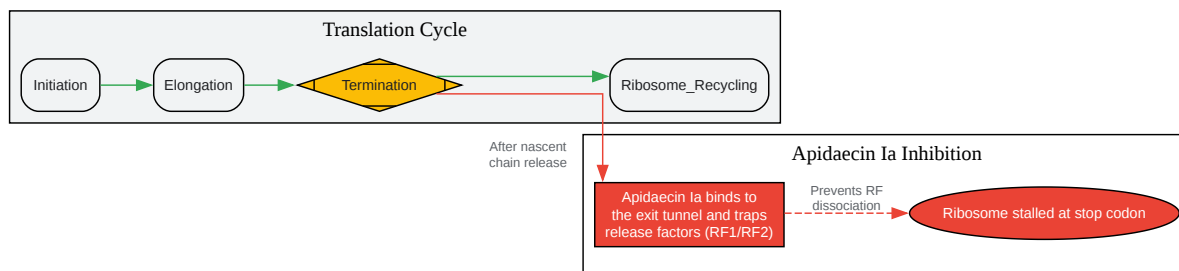 Translation Cycle
Initiation
Elongation
Termination
Ribosome_Recycling
After nascent
chain release
Apidaecin Ia Inhibition
Apidaecin Ia binds to
the exit tunnel and traps
release factors (RF1/RF2)
Prevents RF
dissociation
Ribosome stalled at stop codon